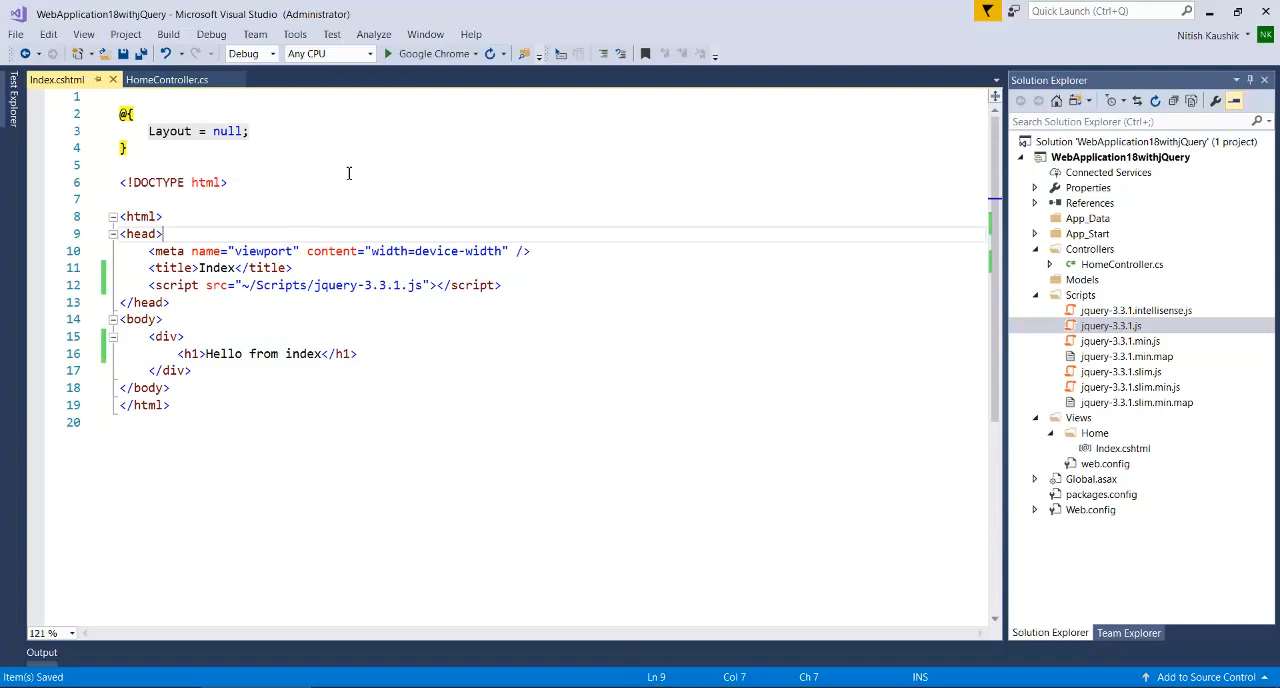 WebApplication18withjQuery - Microsoft Visual Studio (Administrator)
Quick Launch (Ctrl+Q)
File Edit View Project Build Debug Team Tools Test Analyze Window Help
Nitish Kaushik NK
Debug Any CPU Google Chrome
Test Explorer
Index.cshtml HomeController.cs
1
2 @{
3 Layout = null;
4 }
5
6 <!DOCTYPE html>
7
8 <html>
9 <head>
10 <meta name="viewport" content="width=device-width" />
11 <title>Index</title>
12 <script src="~/Scripts/jquery-3.3.1.js"></script>
13 </head>
14 <body>
15 <div>
16 <h1>Hello from index</h1>
17 </div>
18 </body>
19 </html>
20
121 %
Output
Solution Explorer
Search Solution Explorer (Ctrl+;)
Solution 'WebApplication18withjQuery' (1 project)
WebApplication18withjQuery
Connected Services
Properties
References
App_Data
App_Start
Controllers
C# HomeController.cs
Models
Scripts
jquery-3.3.1.intellisense.js
jquery-3.3.1.js
jquery-3.3.1.min.js
jquery-3.3.1.min.map
jquery-3.3.1.slim.js
jquery-3.3.1.slim.min.js
jquery-3.3.1.slim.min.map
Views
Home
[@] Index.cshtml
web.config
Global.asax
packages.config
Web.config
Solution Explorer Team Explorer
Item(s) Saved Ln 9 Col 7 Ch 7 INS Add to Source Control